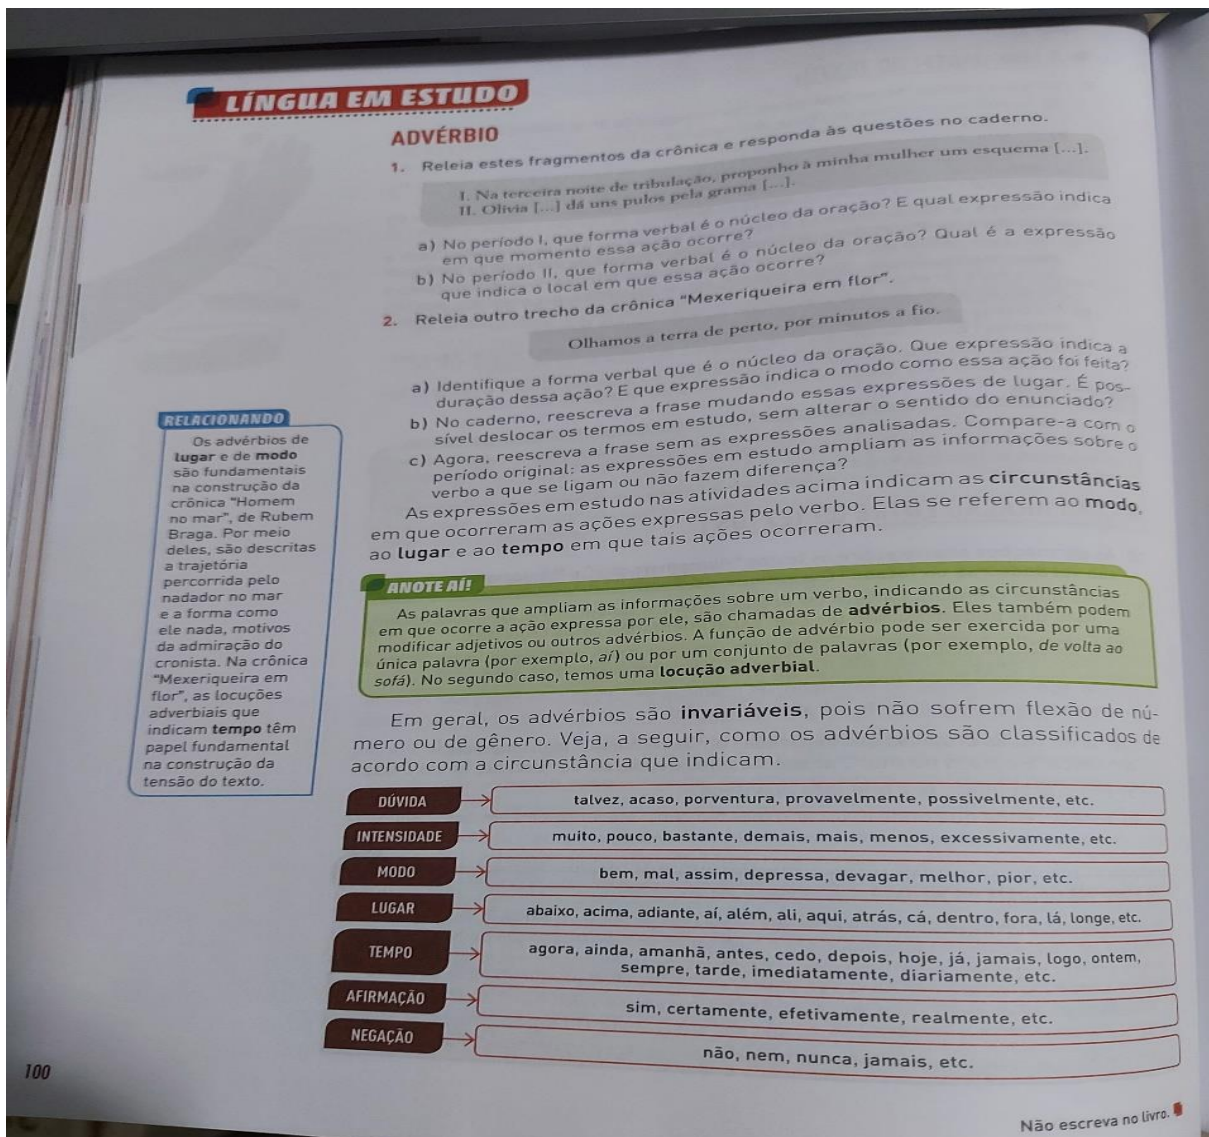 LÍNGUA EM ESTUDO
ADVÉRBIO
1. Releia estes fragmentos da crônica e responda às questões no caderno.
I. Na terceira noite de tribulação, proponho à minha mulher um esquema [...].
II. Olívia [...] dá uns pulos pela grama [...].
a) No período I, que forma verbal é o núcleo da oração? E qual expressão indica
em que momento essa ação ocorre?
b) No período II, que forma verbal é o núcleo da oração? Qual é a expressão
que indica o local em que essa ação ocorre?
2. Releia outro trecho da crônica "Mexeriqueira em flor".
Olhamos a terra de perto, por minutos a fio.
a) Identifique a forma verbal que é o núcleo da oração. Que expressão indica a
duração dessa ação? E que expressão indica o modo como essa ação foi feita?
b) No caderno, reescreva a frase mudando essas expressões de lugar. É pos-
sível deslocar os termos em estudo, sem alterar o sentido do enunciado?
c) Agora, reescreva a frase sem as expressões analisadas. Compare-a com o
período original: as expressões em estudo ampliam as informações sobre o
verbo a que se ligam ou não fazem diferença?
As expressões em estudo nas atividades acima indicam as circunstâncias
em que ocorreram as ações expressas pelo verbo. Elas se referem ao modo,
ao lugar e ao tempo em que tais ações ocorreram.
RELACIONANDO
Os advérbios de
lugar e de modo
são fundamentais
na construção da
crônica "Homem
no mar", de Rubem
Braga. Por meio
deles, são descritas
a trajetória
percorrida pelo
nadador no mar
e a forma como
ele nada, motivos
da admiração do
cronista. Na crônica
"Mexeriqueira em
flor", as locuções
adverbiais que
indicam tempo têm
papel fundamental
na construção da
tensão do texto.
ANOTE AÍ!
As palavras que ampliam as informações sobre um verbo, indicando as circunstâncias
em que ocorre a ação expressa por ele, são chamadas de advérbios. Eles também podem
modificar adjetivos ou outros advérbios. A função de advérbio pode ser exercida por uma
única palavra (por exemplo, aí) ou por um conjunto de palavras (por exemplo, de volta ao
sofá). No segundo caso, temos uma locução adverbial.
Em geral, os advérbios são invariáveis, pois não sofrem flexão de nú-
mero ou de gênero. Veja, a seguir, como os advérbios são classificados de
acordo com a circunstância que indicam.
DÚVIDA talvez, acaso, porventura, provavelmente, possivelmente, etc.
INTENSIDADE muito, pouco, bastante, demais, mais, menos, excessivamente, etc.
MODO bem, mal, assim, depressa, devagar, melhor, pior, etc.
LUGAR abaixo, acima, adiante, aí, além, ali, aqui, atrás, cá, dentro, fora, lá, longe, etc.
TEMPO agora, ainda, amanhã, antes, cedo, depois, hoje, já, jamais, logo, ontem,
sempre, tarde, imediatamente, diariamente, etc.
AFIRMAÇÃO sim, certamente, efetivamente, realmente, etc.
NEGAÇÃO não, nem, nunca, jamais, etc.
100
Não escreva no livro.